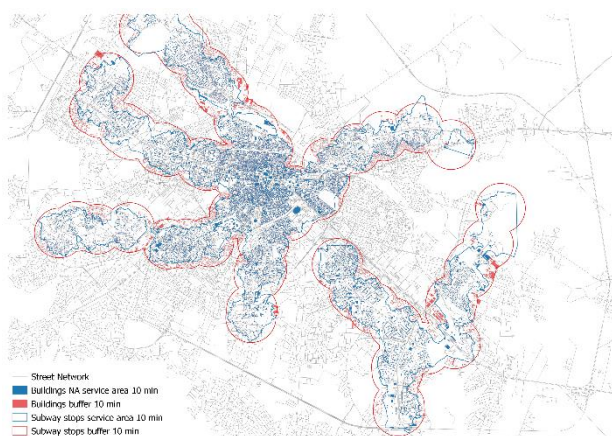 Street Network
Buildings NA service area 10 min
Buildings buffer 10 min
Subway stops service area 10 min
Subway stops buffer 10 min